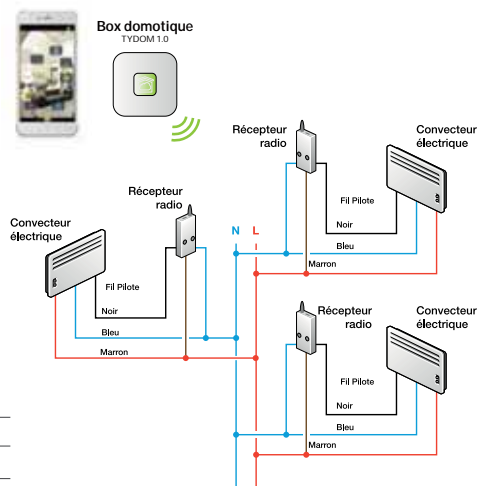 Box domotique
TYDOM 1.0
Récepteur
radio
Convecteur
électrique
Fil Pilote
Noir
Bleu
Marron
Récepteur
radio
Convecteur
électrique
N L
Fil Pilote
Noir
Bleu
Marron
Récepteur
radio
Convecteur
électrique
Fil Pilote
Noir
Bleu
Marron